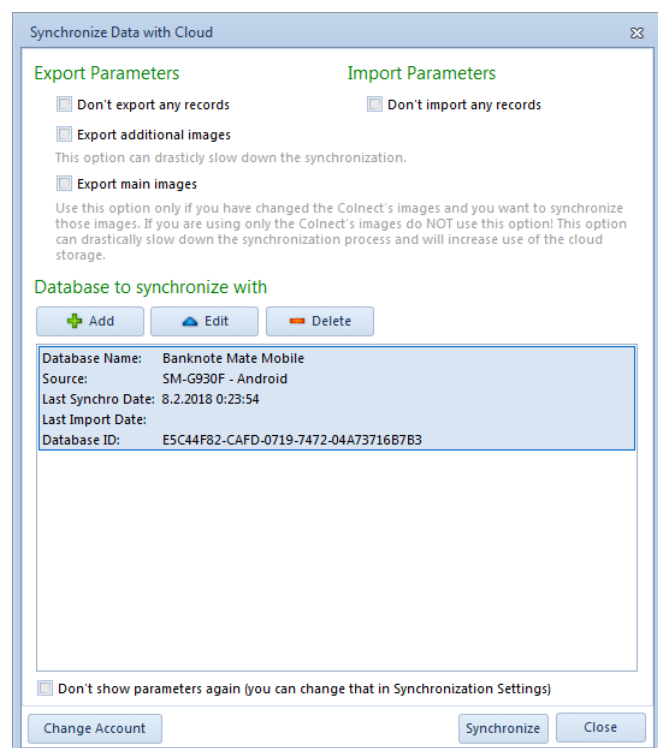 Synchronize Data with Cloud
Export Parameters
Import Parameters
Don't export any records
Don't import any records
Export additional images
This option can drasticly slow down the synchronization.
Export main images
Use this option only if you have changed the Colnect's images and you want to synchronize
those images. If you are using only the Colnect's images do NOT use this option! This option
can drastically slow down the synchronization process and will increase use of the cloud
storage.
Database to synchronize with
Add
Edit
Delete
Database Name: Banknote Mate Mobile
Source: SM-G930F - Android
Last Synchro Date: 8.2.2018 0:23:54
Last Import Date:
Database ID: E5C44F82-CAFD-0719-7472-04A73716B7B3
Don't show parameters again (you can change that in Synchronization Settings)
Change Account
Synchronize
Close